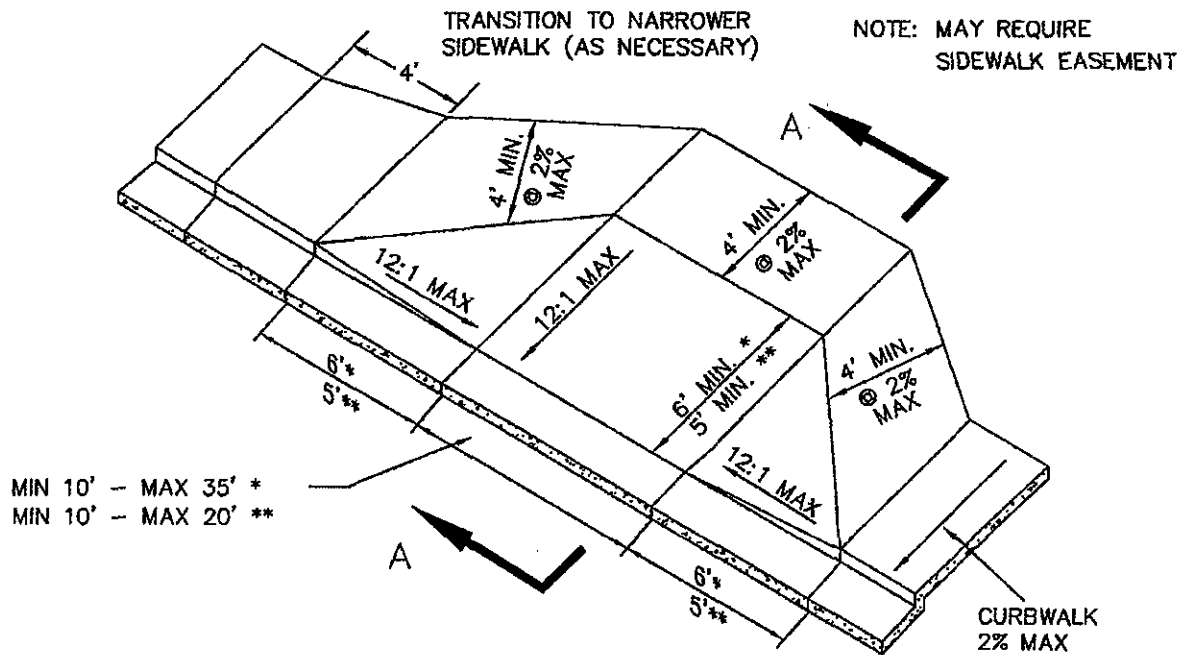 TRANSITION TO NARROWER
SIDEWALK (AS NECESSARY)
NOTE: MAY REQUIRE
SIDEWALK EASEMENT
4'
A
4' MIN.
@ 2%
MAX
4' MIN.
@ 2%
MAX
12:1 MAX
12:1 MAX
6' MIN. *
5' MIN. **
4' MIN.
@ 2%
MAX
6'*
5'**
12:1 MAX
MIN 10' – MAX 35' *
MIN 10' – MAX 20' **
A
6'*
5'**
CURBWALK
2% MAX